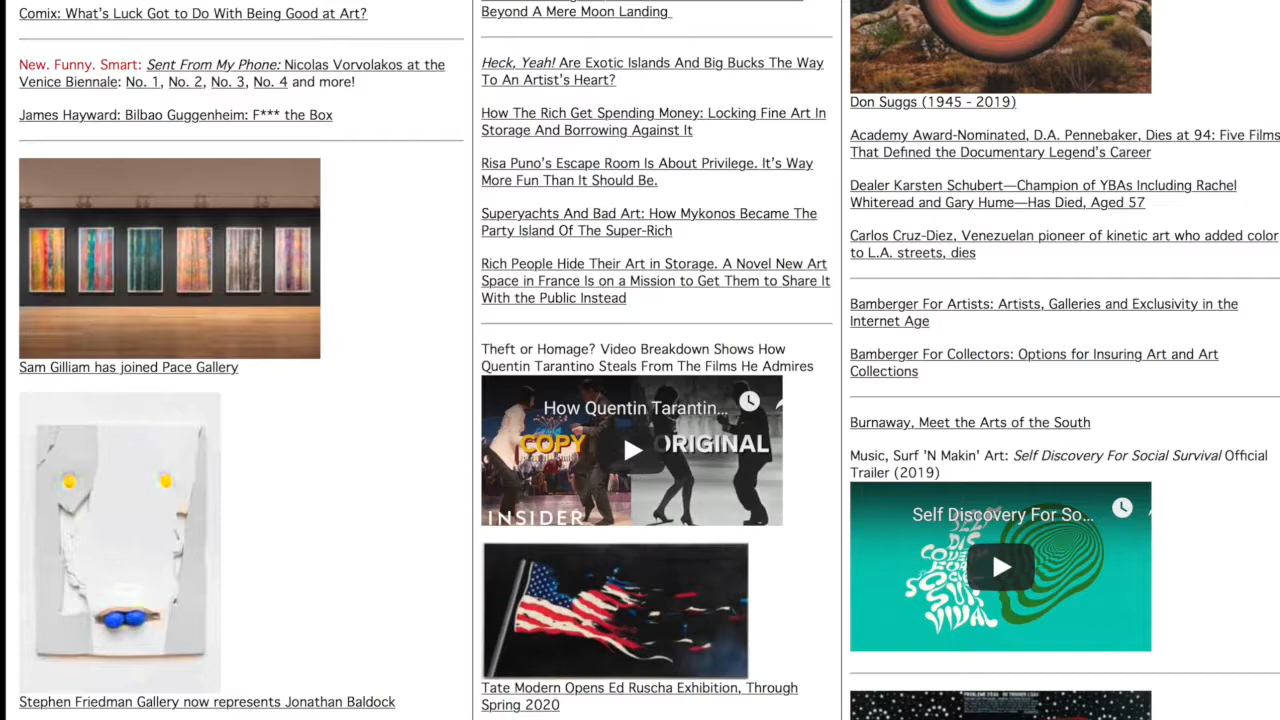 Comix: What's Luck Got to Do With Being Good at Art?
New. Funny. Smart: Sent From My Phone: Nicolas Vorvolakos at the
Venice Biennale: No. 1, No. 2, No. 3, No. 4 and more!
James Hayward: Bilbao Guggenheim: F*** the Box
Sam Gilliam has joined Pace Gallery
Stephen Friedman Gallery now represents Jonathan Baldock
Beyond A Mere Moon Landing
Heck, Yeah! Are Exotic Islands And Big Bucks The Way
To An Artist's Heart?
How The Rich Get Spending Money: Locking Fine Art In
Storage And Borrowing Against It
Risa Puno's Escape Room Is About Privilege. It's Way
More Fun Than It Should Be.
Superyachts And Bad Art: How Mykonos Became The
Party Island Of The Super-Rich
Rich People Hide Their Art in Storage. A Novel New Art
Space in France Is on a Mission to Get Them to Share It
With the Public Instead
Theft or Homage? Video Breakdown Shows How
Quentin Tarantino Steals From The Films He Admires
How Quentin Tarantin...
COPY
ORIGINAL
INSIDER
Tate Modern Opens Ed Ruscha Exhibition, Through
Spring 2020
Don Suggs (1945 - 2019)
Academy Award-Nominated, D.A. Pennebaker, Dies at 94: Five Films
That Defined the Documentary Legend's Career
Dealer Karsten Schubert—Champion of YBAs Including Rachel
Whiteread and Gary Hume—Has Died, Aged 57
Carlos Cruz-Diez, Venezuelan pioneer of kinetic art who added color
to L.A. streets, dies
Bamberger For Artists: Artists, Galleries and Exclusivity in the
Internet Age
Bamberger For Collectors: Options for Insuring Art and Art
Collections
Burnaway, Meet the Arts of the South
Music, Surf 'N Makin' Art: Self Discovery For Social Survival Official
Trailer (2019)
Self Discovery For So...
SELF
DIS
COVERY
FOR
SOCIAL
SUR
VIVAL